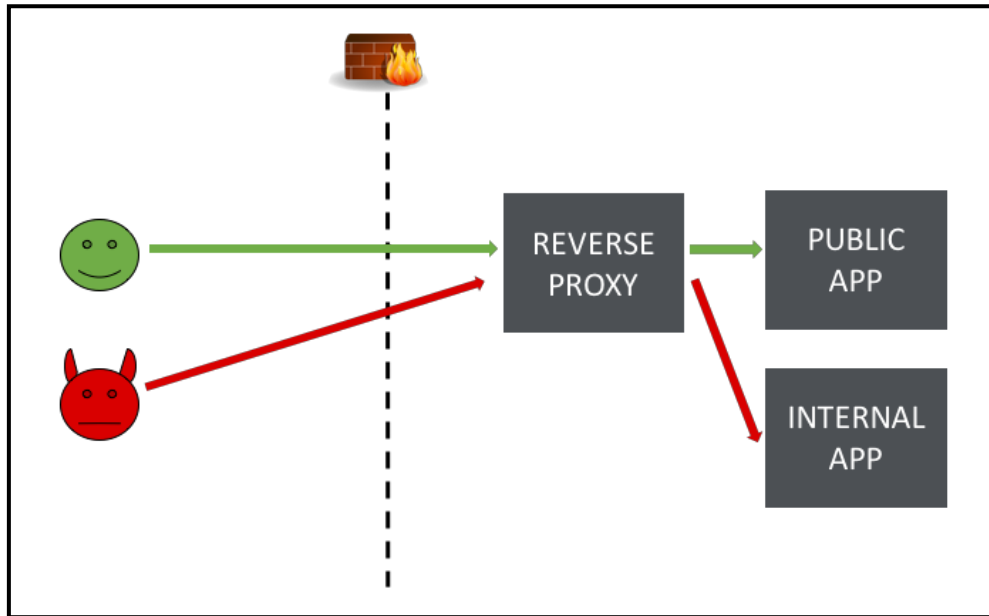 REVERSE
PROXY
PUBLIC
APP
INTERNAL
APP